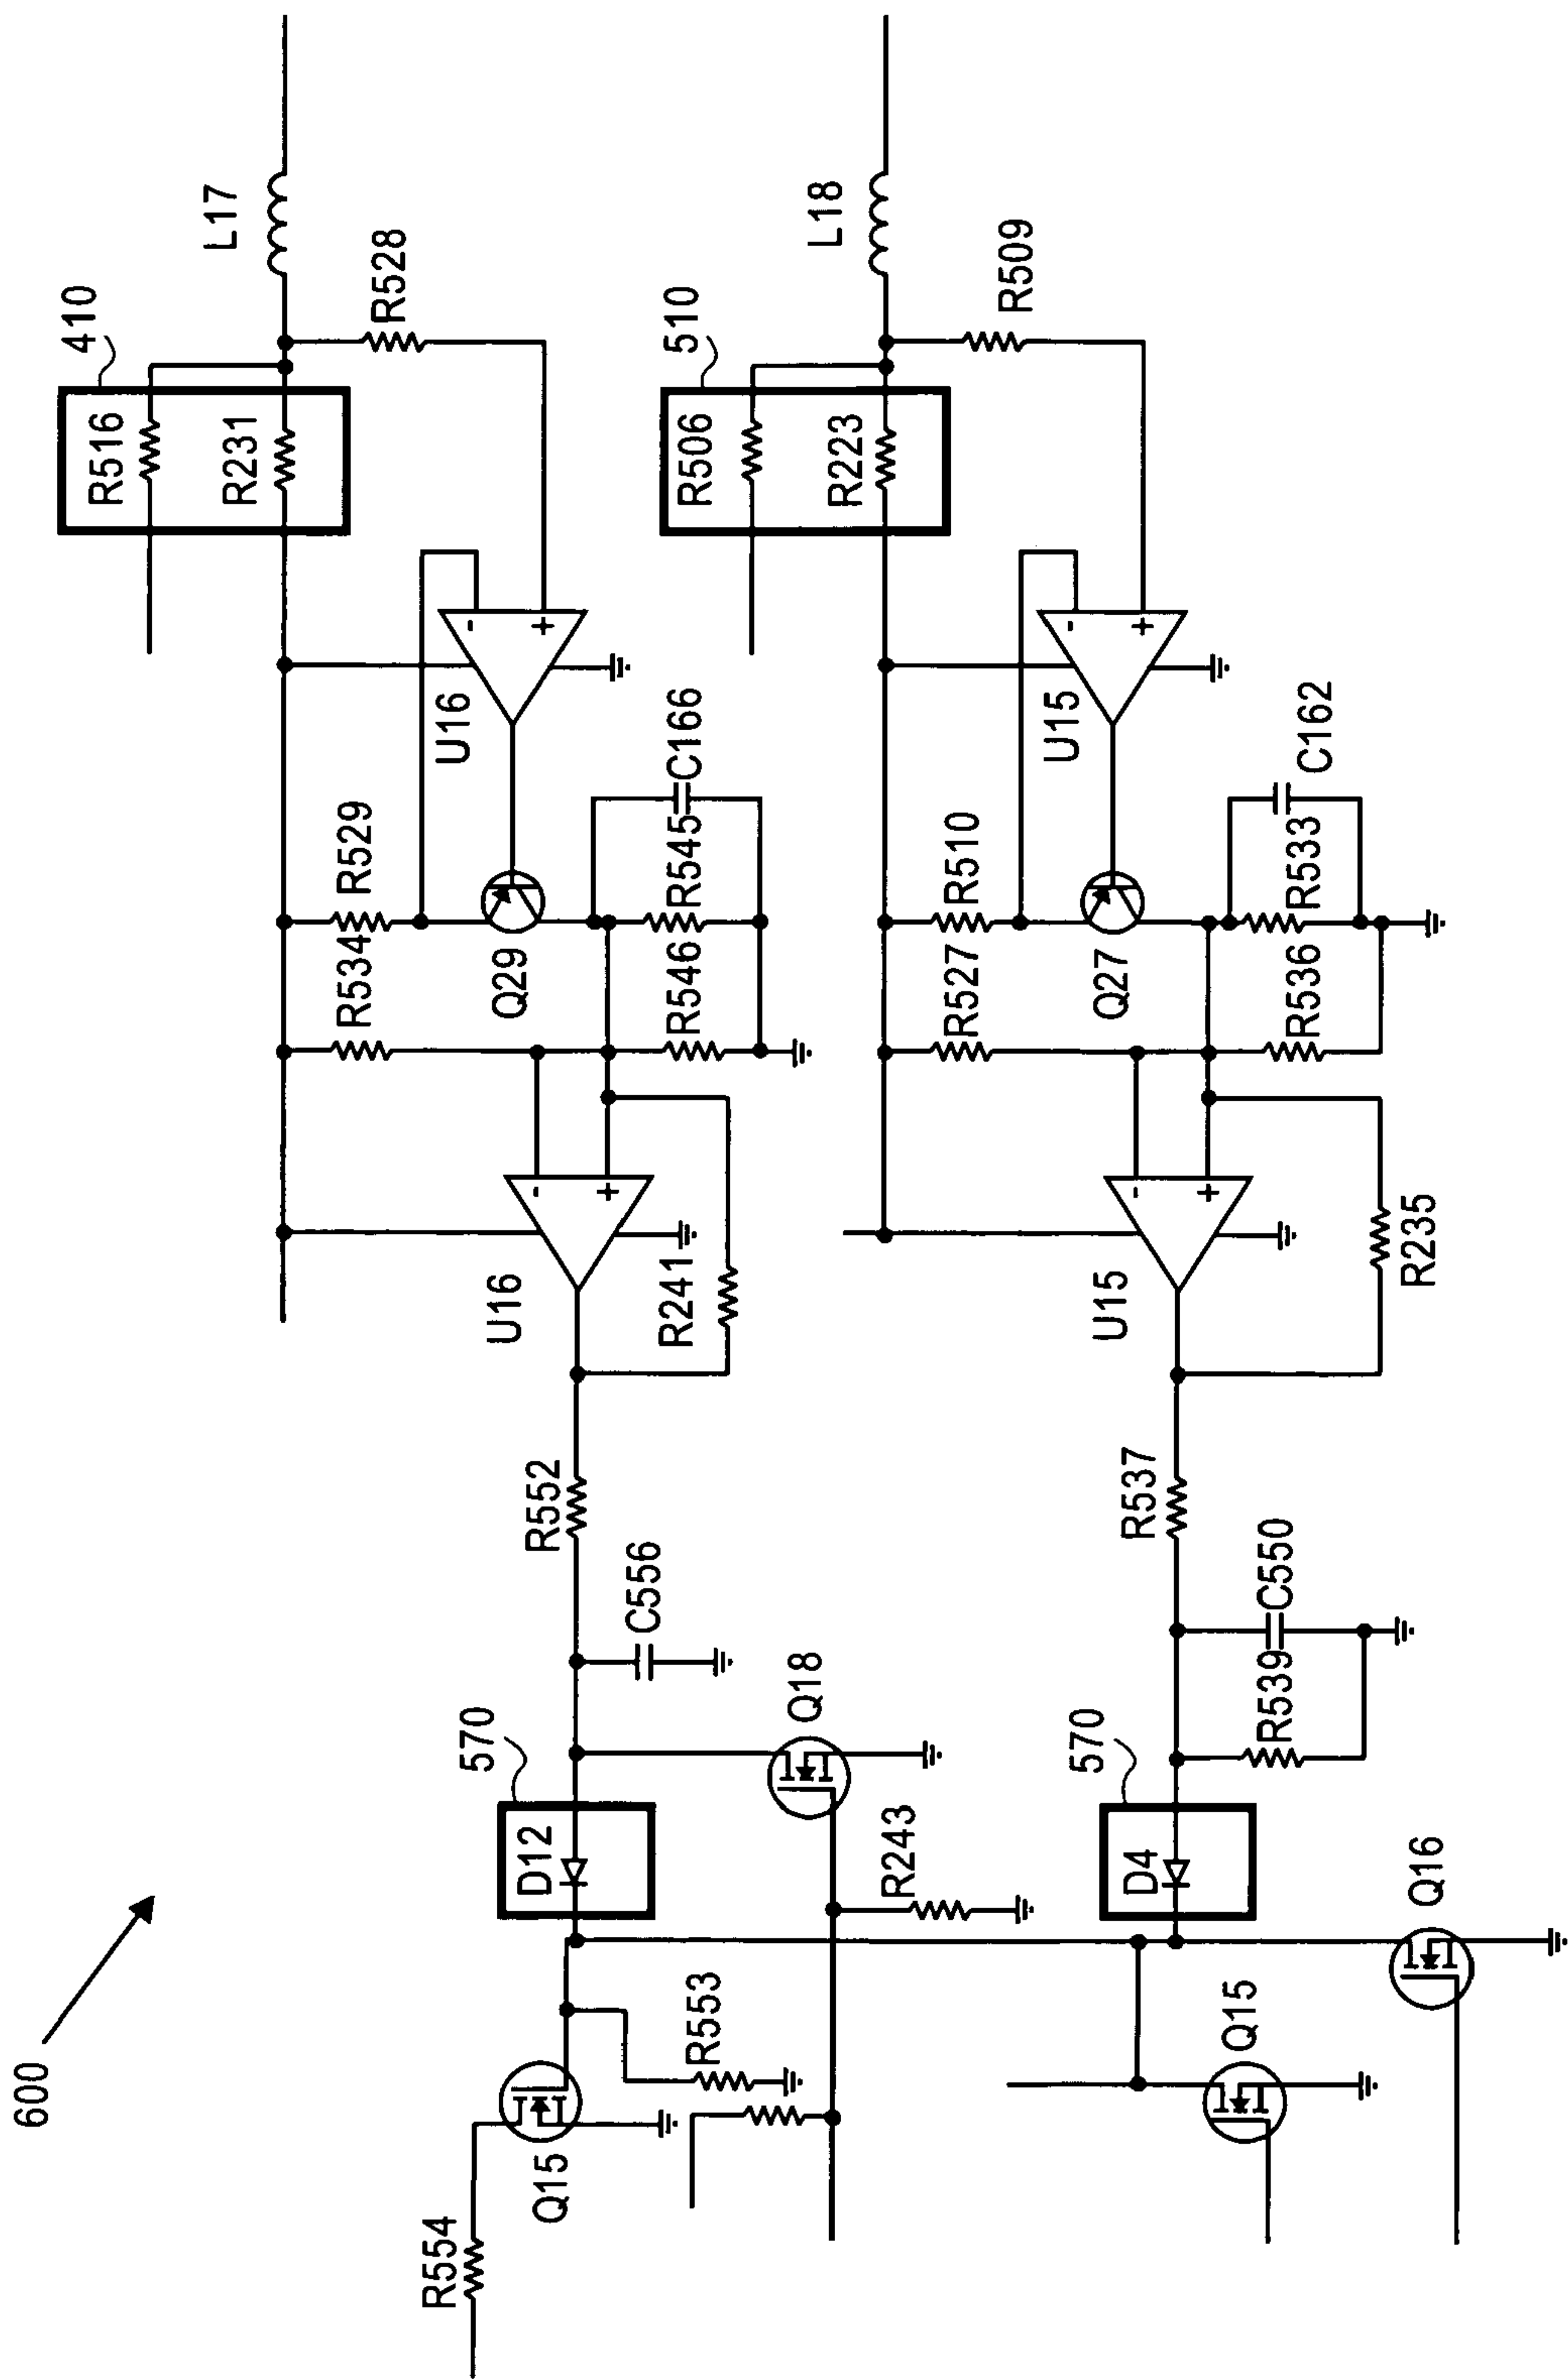 600
410
L17
R516
R231
R528
U16
R529
R534
Q29
C166
R545
R546
U16
R241
R552
C556
570
D12
Q18
R243
R553
Q15
R554
510
L18
R506
R223
R509
U15
R510
R527
Q27
C162
R533
R536
U15
R235
R537
C550
R539
570
D4
Q16
Q15
-
+
-
+
-
+
-
+